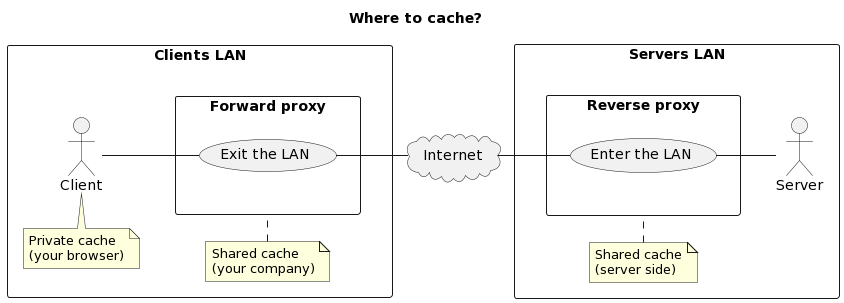 Where to cache?
Clients LAN
Servers LAN
Forward proxy
Reverse proxy
Exit the LAN
Internet
Enter the LAN
Client
Server
Private cache
(your browser)
Shared cache
(your company)
Shared cache
(server side)